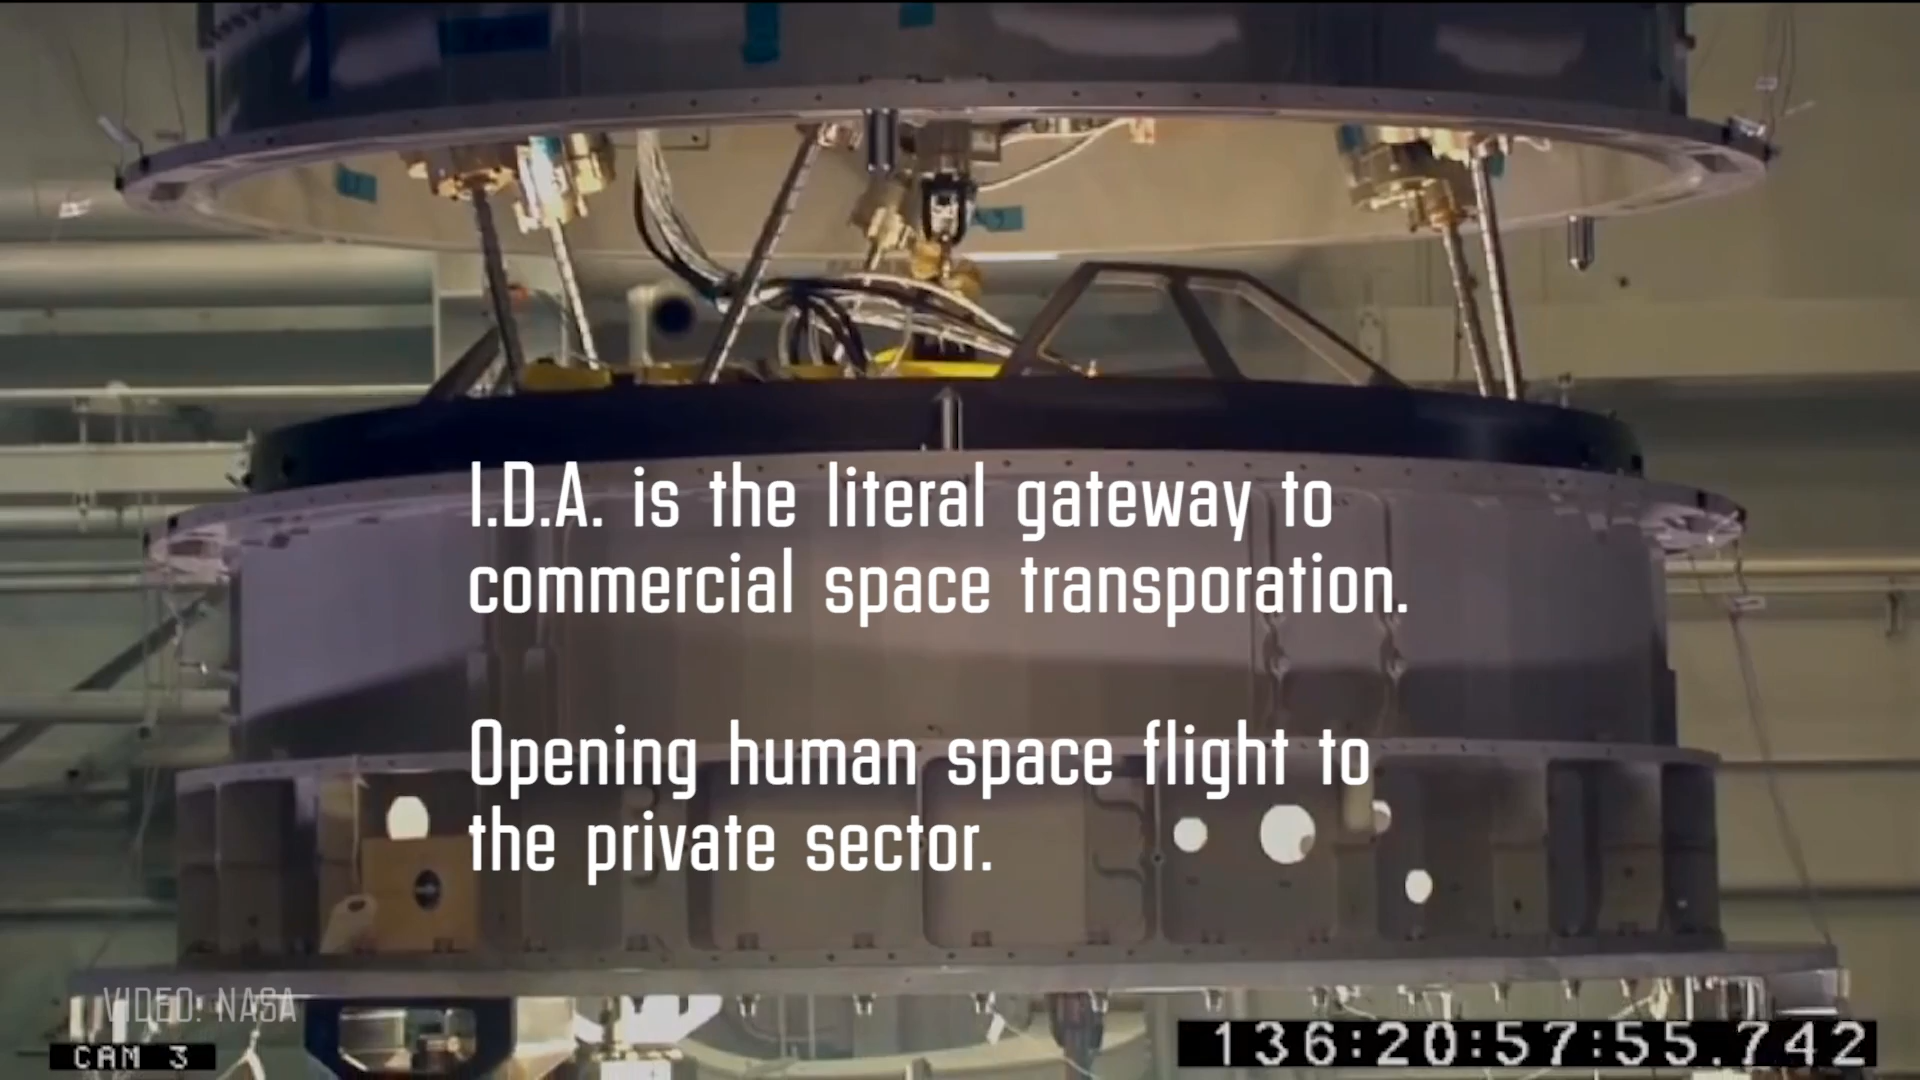 I.D.A. is the literal gateway to
commercial space transporation.
Opening human space flight to
the private sector.
VIDEO: NASA
CAM 3
136:20:57:55.742